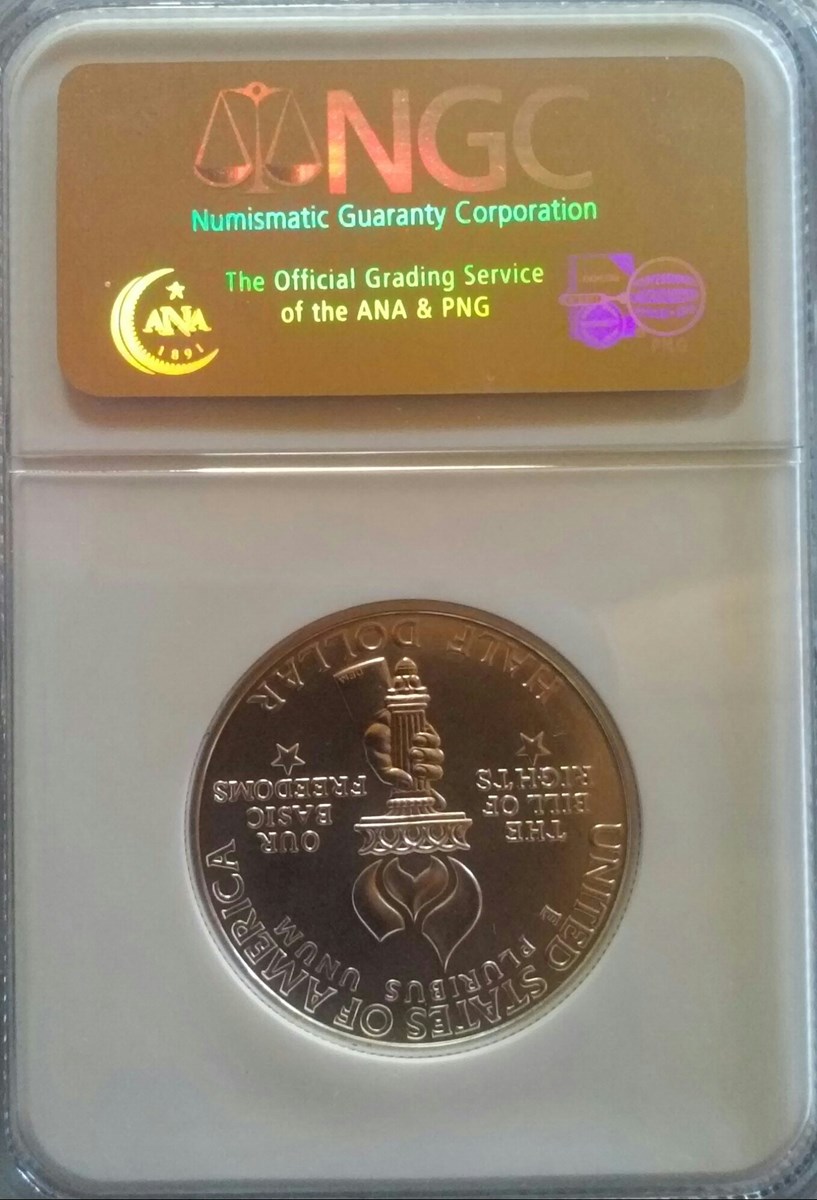 NGC
Numismatic Guaranty Corporation
The Official Grading Service
of the ANA & PNG
ANA
1891
PNG
UNITED STATES OF AMERICA
E PLURIBUS UNUM
THE
BILL OF
RIGHTS
OUR
BASIC
FREEDOMS
HALF DOLLAR